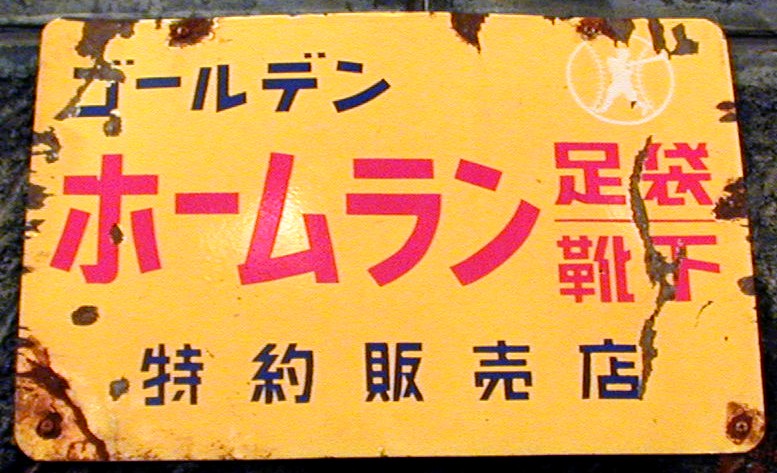 ゴールデン
ホームラン
足袋
靴下
特約販売店